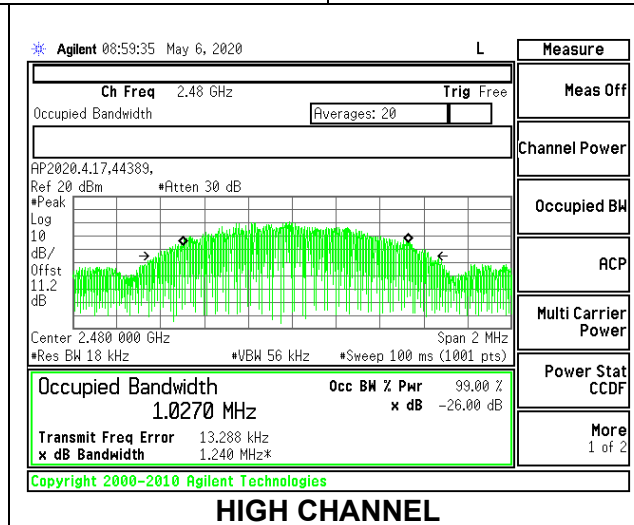 Agilent 08:59:35 May 6, 2020 L
Measure
Ch Freq 2.48 GHz Trig Free
Occupied Bandwidth Averages: 20
Meas Off
Channel Power
AP2020.4.17,44389,
Ref 20 dBm #Atten 30 dB
#Peak
Log
10
dB/
Offst
11.2
dB
Occupied BW
ACP
Center 2.480 000 GHz Span 2 MHz
#Res BW 18 kHz #VBW 56 kHz #Sweep 100 ms (1001 pts)
Multi Carrier
Power
Occupied Bandwidth Occ BW % Pwr 99.00 %
1.0270 MHz x dB -26.00 dB
Transmit Freq Error 13.288 kHz
x dB Bandwidth 1.240 MHz*
Power Stat
CCDF
More
1 of 2
Copyright 2000-2010 Agilent Technologies
HIGH CHANNEL